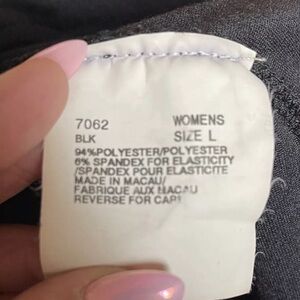 7062
WOMENS
BLK
SIZE L
94%POLYESTER/POLYESTER
6% SPANDEX FOR ELASTICITY
/SPANDEX POUR ELASTICITE
MADE IN MACAU/
FABRIQUE AUX MACAU
REVERSE FOR CARE